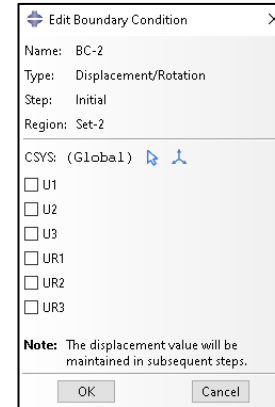 Edit Boundary Condition
Name: BC-2
Type: Displacement/Rotation
Step: Initial
Region: Set-2
CSYS: (Global)
U1
U2
U3
UR1
UR2
UR3
Note: The displacement value will be
maintained in subsequent steps.
OK Cancel